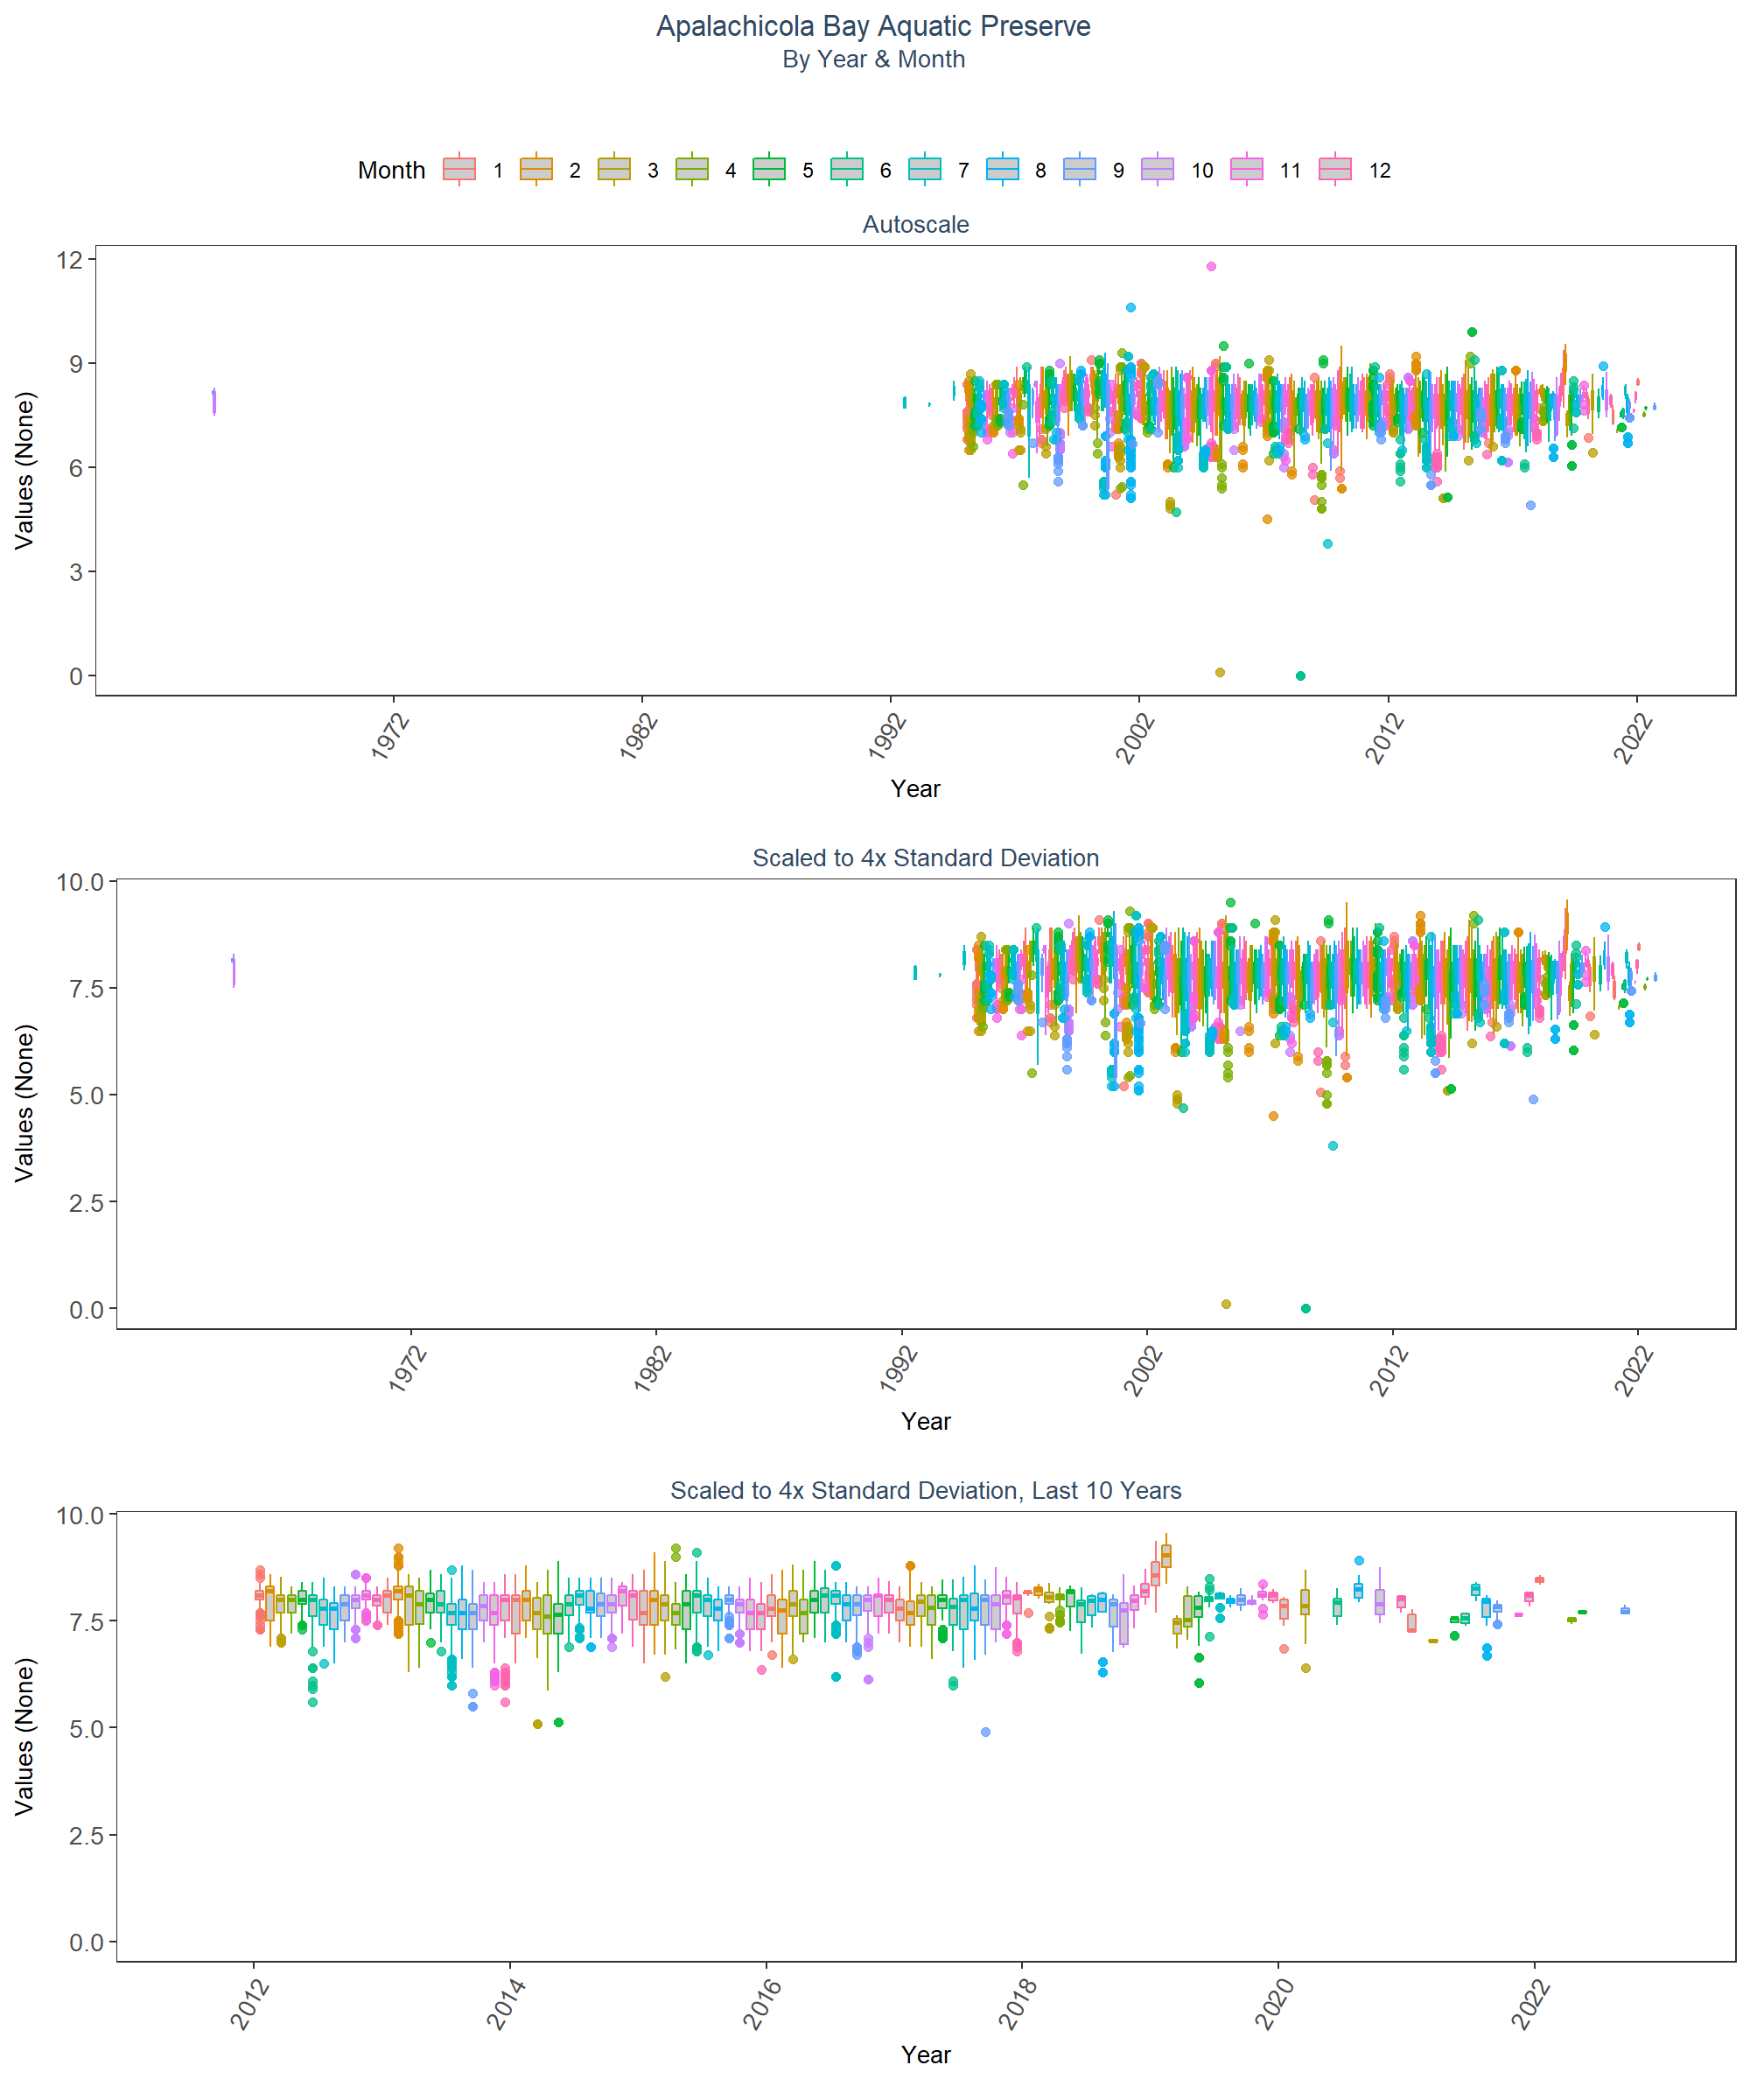 Apalachicola Bay Aquatic Preserve
By Year & Month
Month 1 2 3 4 5 6 7 8 9 10 11 12
Autoscale
12
9
6
3
0
Values (None)
1972 1982 1992 2002 2012 2022
Year
Scaled to 4x Standard Deviation
10.0
7.5
5.0
2.5
0.0
Values (None)
1972 1982 1992 2002 2012 2022
Year
Scaled to 4x Standard Deviation, Last 10 Years
10.0
7.5
5.0
2.5
0.0
Values (None)
2012 2014 2016 2018 2020 2022
Year